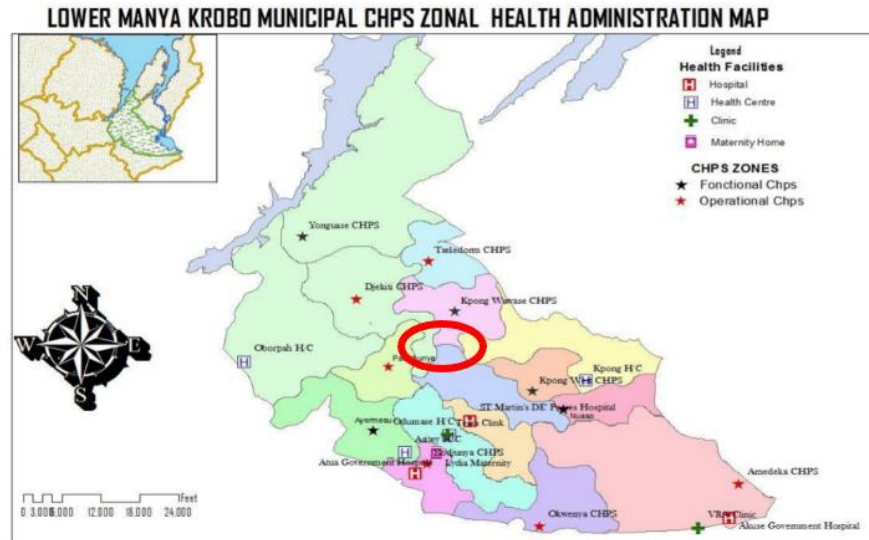 LOWER MANYA KROBO MUNICIPAL CHPS ZONAL HEALTH ADMINISTRATION MAP
Legend
Health Facilities
Hospital
Health Centre
Clinic
Maternity Home
CHPS ZONES
Fonctional Chps
Operational Chps
Yonguase CHPS
Tseledorm CHPS
Djekiti CHPS
Kpong Wawase CHPS
N
W E
S
Oborpah H/C
Kpong H/C
Kpong CHPS
ST Martin's DE Porres Hospital
Nuaso
Ayermesu
Odumase H/C
Clinik
CHPS
Atua Government Hospital
Lydia Maternity
Amedeka CHPS
Okwenya CHPS
VRA Clinic
Akuse Government Hospital
Feet
0 3,000 6,000 12,000 18,000 24,000